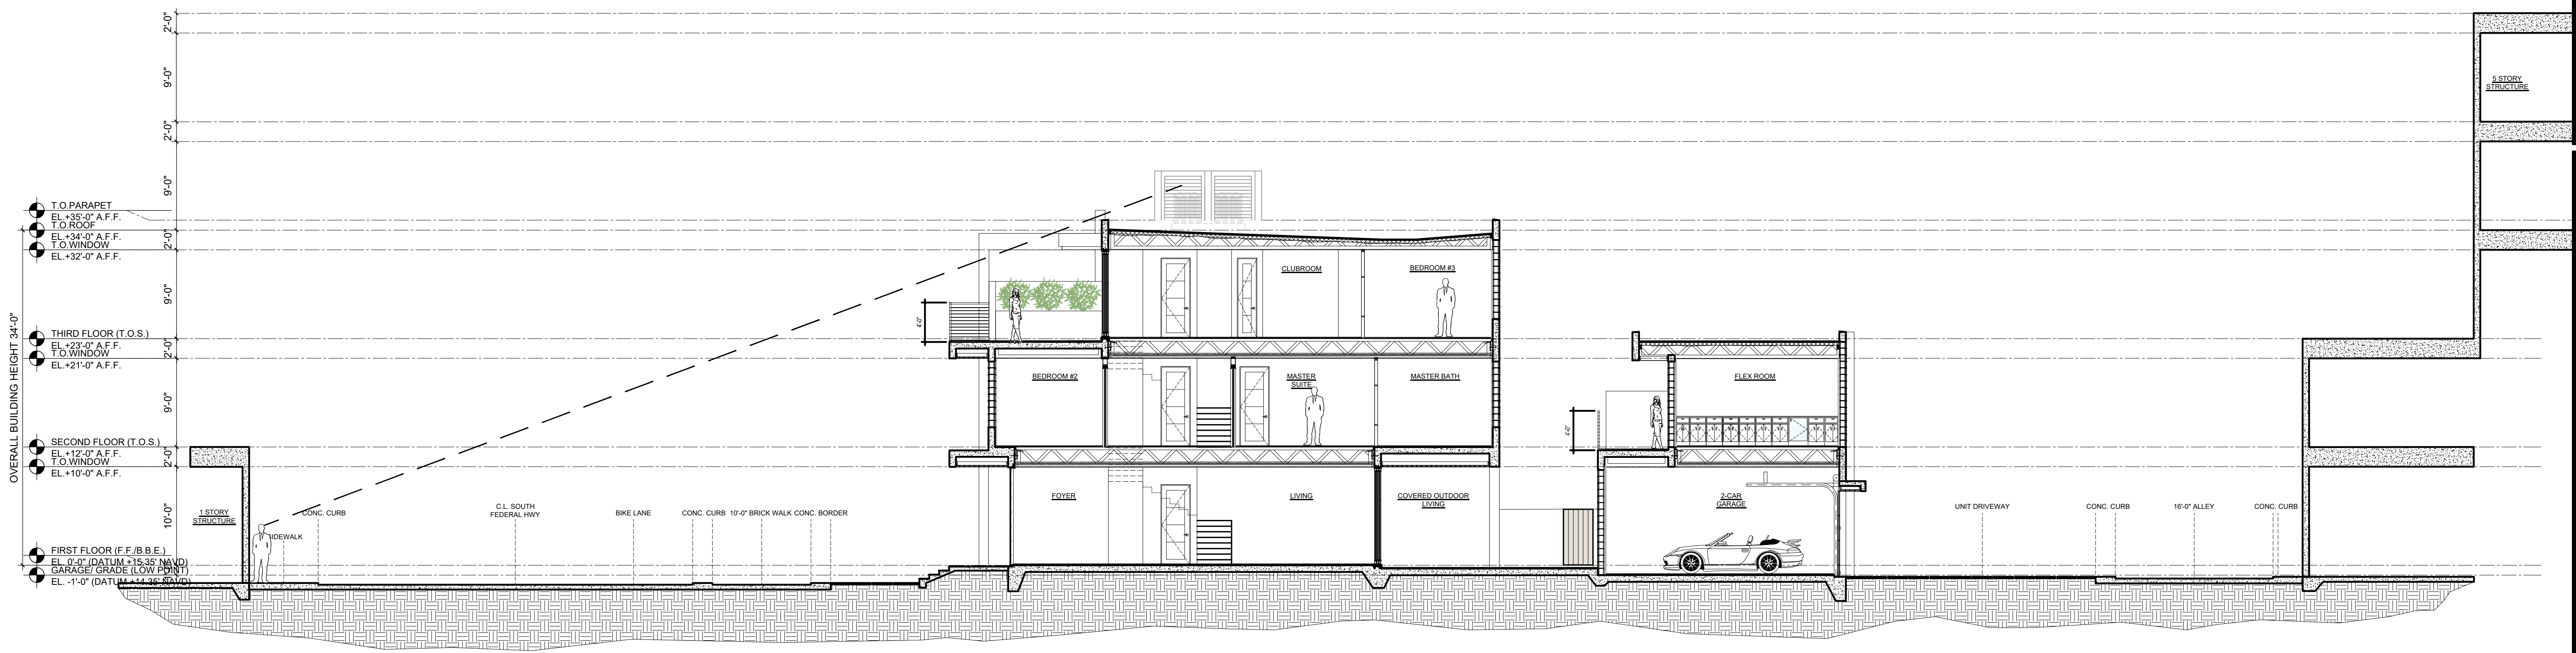 2'-0"
9'-0"
2'-0"
9'-0"
T.O.PARAPET
EL.+35'-0" A.F.F.
T.O.ROOF
EL.+34'-0" A.F.F.
2'-0"
T.O.WINDOW
EL.+32'-0" A.F.F.
9'-0"
THIRD FLOOR (T.O.S.)
EL.+23'-0" A.F.F.
2'-0"
T.O.WINDOW
EL.+21'-0" A.F.F.
9'-0"
SECOND FLOOR (T.O.S.)
EL.+12'-0" A.F.F.
2'-0"
T.O.WINDOW
EL.+10'-0" A.F.F.
10'-0"
FIRST FLOOR (F.F./B.B.E.)
EL. 0'-0" (DATUM +15.35' NAVD)
GARAGE/ GRADE (LOW POINT)
EL. -1'-0" (DATUM +14.35' NAVD)
OVERALL BUILDING HEIGHT 34'-0"
1 STORY
STRUCTURE
CONC. CURB
C.L. SOUTH
FEDERAL HWY
BIKE LANE
CONC. CURB
10'-0" BRICK WALK
CONC. BORDER
4'-0"
CLUBROOM
BEDROOM #3
BEDROOM #2
MASTER
SUITE
MASTER BATH
FOYER
LIVING
COVERED OUTDOOR
LIVING
4'-0"
FLEX ROOM
2-CAR
GARAGE
UNIT DRIVEWAY
CONC. CURB
16'-0" ALLEY
CONC. CURB
5 STORY
STRUCTURE